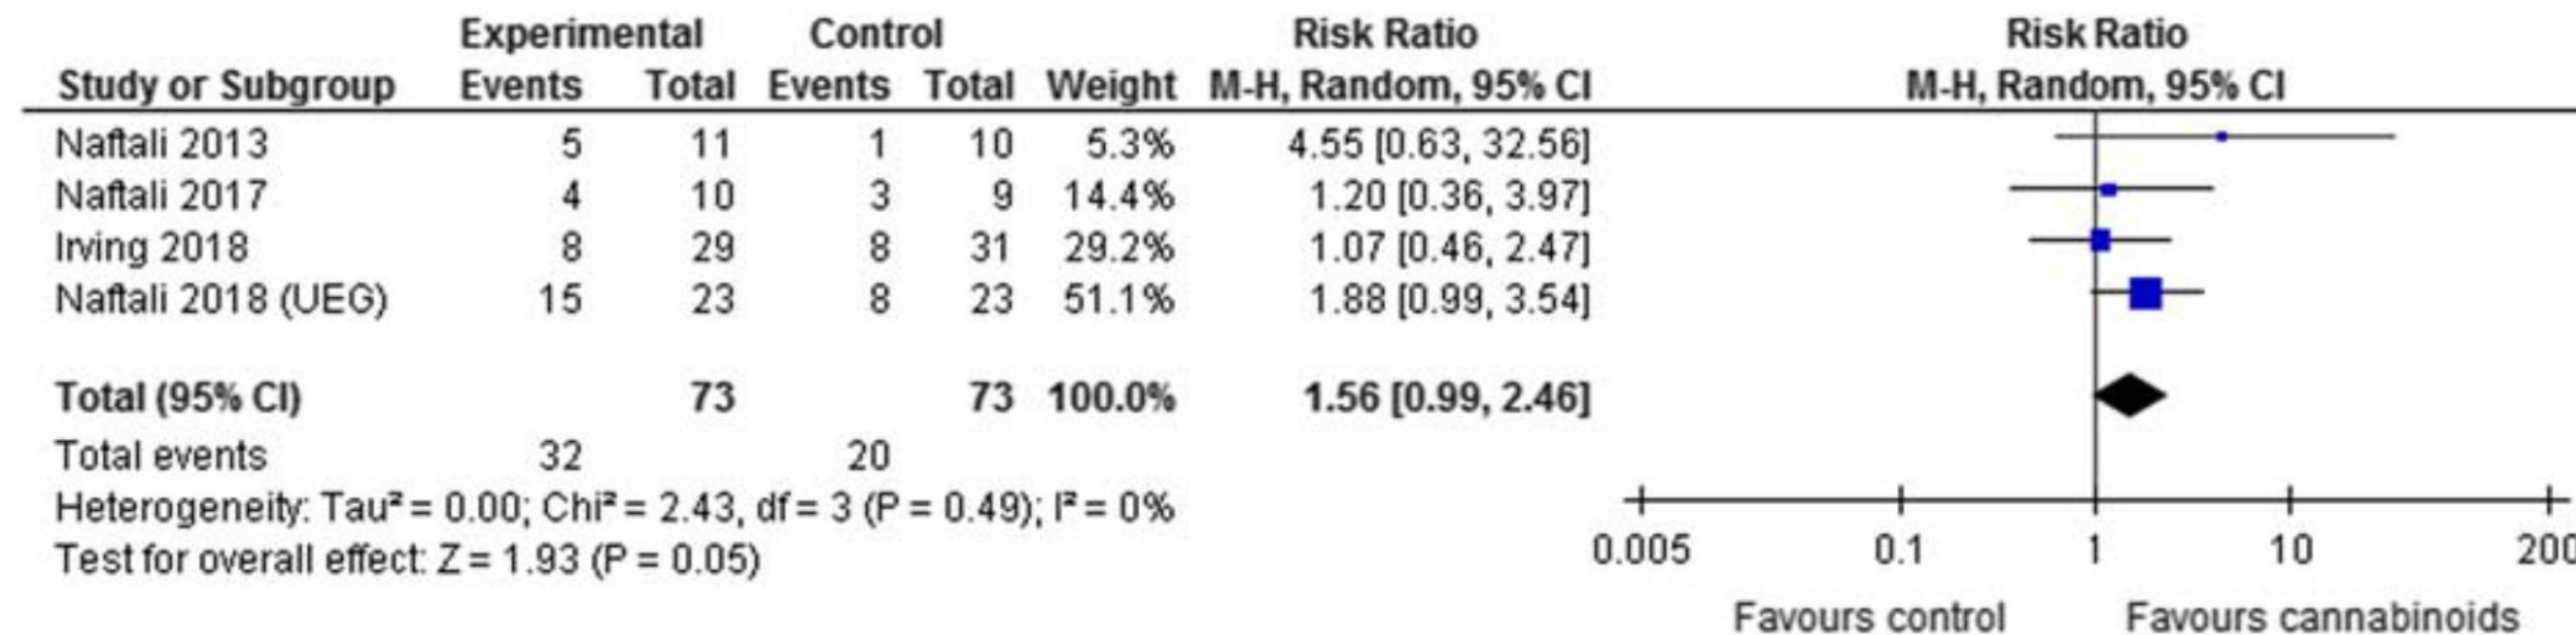 Experimental Control Risk Ratio Risk Ratio
Study or Subgroup Events Total Events Total Weight M-H, Random, 95% CI M-H, Random, 95% CI
Naftali 2013 5 11 1 10 5.3% 4.55 [0.63, 32.56]
Naftali 2017 4 10 3 9 14.4% 1.20 [0.36, 3.97]
Irving 2018 8 29 8 31 29.2% 1.07 [0.46, 2.47]
Naftali 2018 (UEG) 15 23 8 23 51.1% 1.88 [0.99, 3.54]
Total (95% CI) 73 73 100.0% 1.56 [0.99, 2.46]
Total events 32 20
Heterogeneity: Tau² = 0.00; Chi² = 2.43, df = 3 (P = 0.49); I² = 0%
Test for overall effect: Z = 1.93 (P = 0.05)
0.005 0.1 1 10 200
Favours control Favours cannabinoids